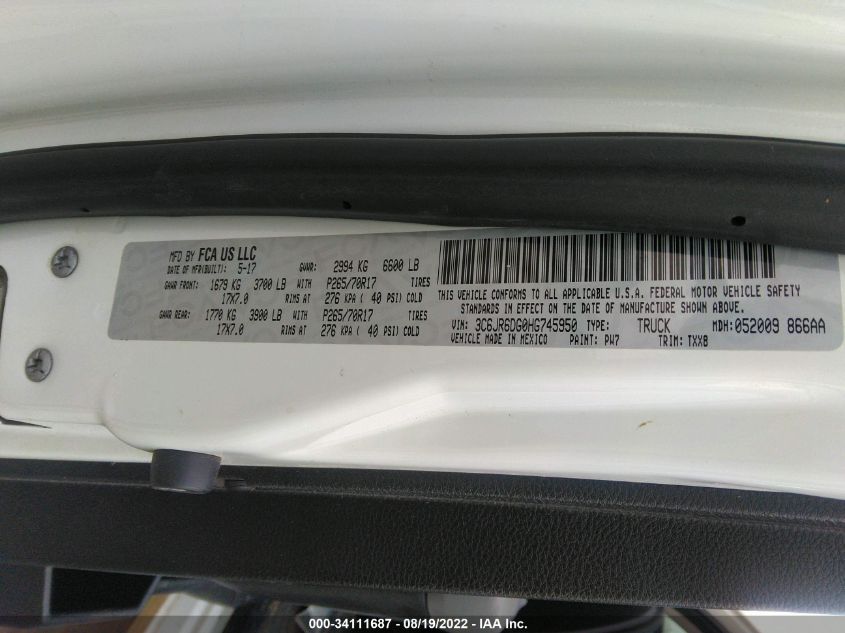 MFD BY FCA US LLC
DATE OF MFR(BUILT): 5-17 GVWR: 2994 KG 6600 LB
GAWR FRONT: 1679 KG 3700 LB WITH P265/70R17 TIRES
17X7.0 RIMS AT 276 KPA ( 40 PSI) COLD
GAWR REAR: 1770 KG 3900 LB WITH P265/70R17 TIRES
17X7.0 RIMS AT 276 KPA ( 40 PSI) COLD
THIS VEHICLE CONFORMS TO ALL APPLICABLE U.S.A. FEDERAL MOTOR VEHICLE SAFETY
STANDARDS IN EFFECT ON THE DATE OF MANUFACTURE SHOWN ABOVE.
VIN: 3C6JR6DG0HG745950 TYPE: TRUCK MDH:052009 866AA
VEHICLE MADE IN MEXICO PAINT: PW7 TRIM: TXX8
000-34111687 - 08/19/2022 - IAA Inc.